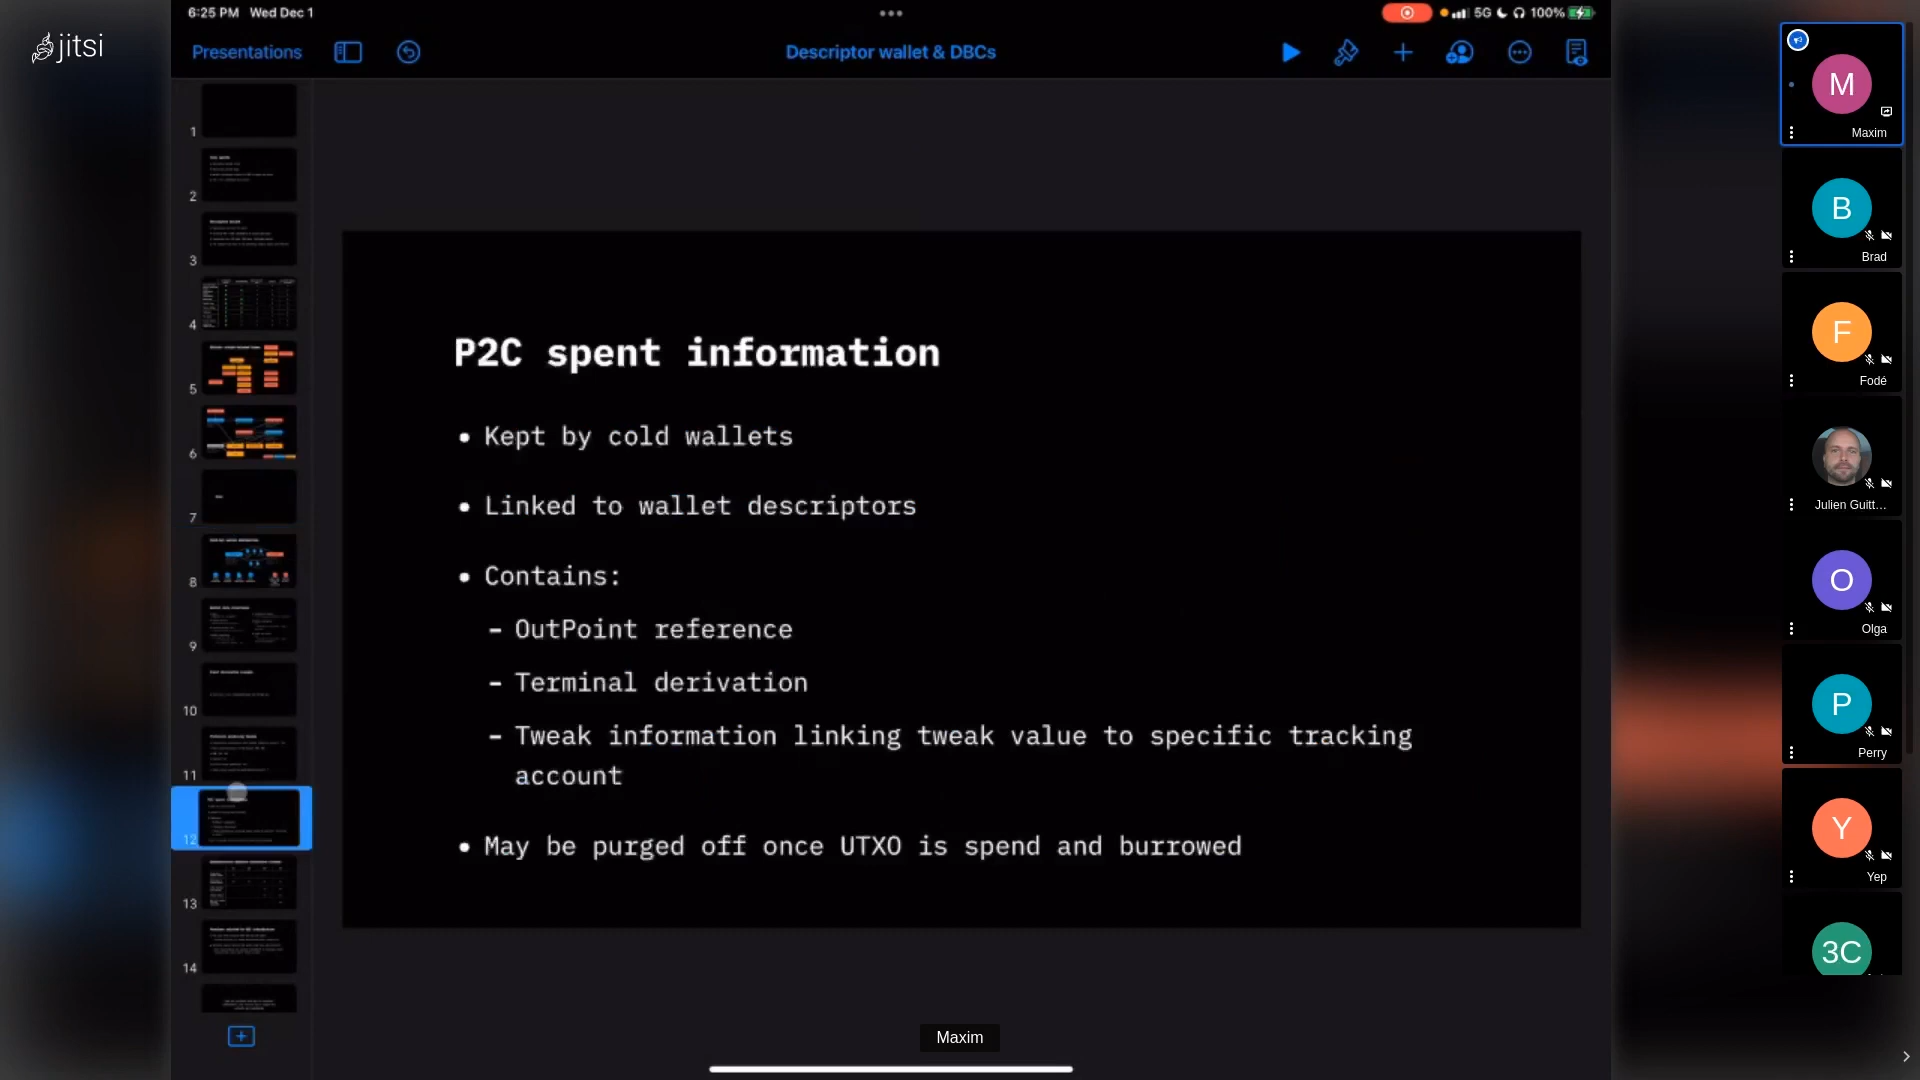 6:25 PM Wed Dec 1
5G 100%
jitsi
Presentations
Descriptor wallet & DBCs
1
2
3
4
5
6
7
8
9
10
11
12
13
14
P2C spent information
• Kept by cold wallets
• Linked to wallet descriptors
• Contains:
– OutPoint reference
– Terminal derivation
– Tweak information linking tweak value to specific tracking
account
• May be purged off once UTXO is spend and burrowed
Maxim
M
Maxim
B
Brad
F
Fodé
Julien Guitt...
O
Olga
P
Perry
Y
Yep
3C